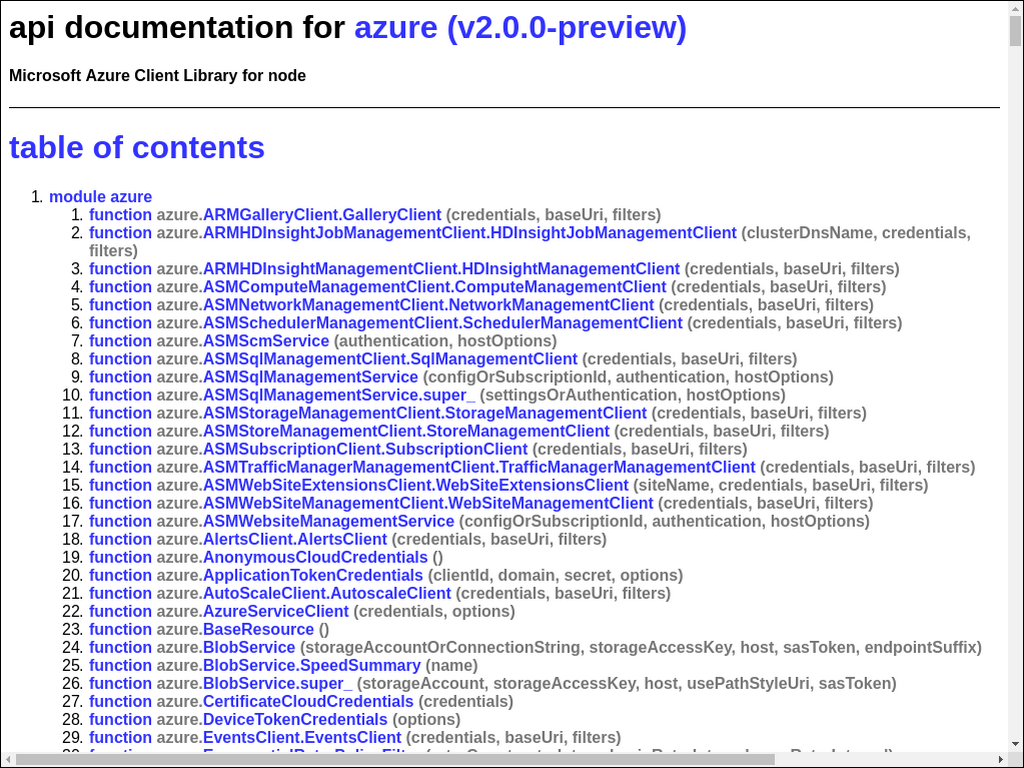 api documentation for azure (v2.0.0-preview)
Microsoft Azure Client Library for node
table of contents
1. module azure
1. function azure.ARMGalleryClient.GalleryClient (credentials, baseUri, filters)
2. function azure.ARMHDInsightJobManagementClient.HDInsightJobManagementClient (clusterDnsName, credentials,
filters)
3. function azure.ARMHDInsightManagementClient.HDInsightManagementClient (credentials, baseUri, filters)
4. function azure.ASMComputeManagementClient.ComputeManagementClient (credentials, baseUri, filters)
5. function azure.ASMNetworkManagementClient.NetworkManagementClient (credentials, baseUri, filters)
6. function azure.ASMSchedulerManagementClient.SchedulerManagementClient (credentials, baseUri, filters)
7. function azure.ASMScmService (authentication, hostOptions)
8. function azure.ASMSqlManagementClient.SqlManagementClient (credentials, baseUri, filters)
9. function azure.ASMSqlManagementService (configOrSubscriptionId, authentication, hostOptions)
10. function azure.ASMSqlManagementService.super_ (settingsOrAuthentication, hostOptions)
11. function azure.ASMStorageManagementClient.StorageManagementClient (credentials, baseUri, filters)
12. function azure.ASMStoreManagementClient.StoreManagementClient (credentials, baseUri, filters)
13. function azure.ASMSubscriptionClient.SubscriptionClient (credentials, baseUri, filters)
14. function azure.ASMTrafficManagerManagementClient.TrafficManagerManagementClient (credentials, baseUri, filters)
15. function azure.ASMWebSiteExtensionsClient.WebSiteExtensionsClient (siteName, credentials, baseUri, filters)
16. function azure.ASMWebSiteManagementClient.WebSiteManagementClient (credentials, baseUri, filters)
17. function azure.ASMWebsiteManagementService (configOrSubscriptionId, authentication, hostOptions)
18. function azure.AlertsClient.AlertsClient (credentials, baseUri, filters)
19. function azure.AnonymousCloudCredentials ()
20. function azure.ApplicationTokenCredentials (clientId, domain, secret, options)
21. function azure.AutoScaleClient.AutoscaleClient (credentials, baseUri, filters)
22. function azure.AzureServiceClient (credentials, options)
23. function azure.BaseResource ()
24. function azure.BlobService (storageAccountOrConnectionString, storageAccessKey, host, sasToken, endpointSuffix)
25. function azure.BlobService.SpeedSummary (name)
26. function azure.BlobService.super_ (storageAccount, storageAccessKey, host, usePathStyleUri, sasToken)
27. function azure.CertificateCloudCredentials (credentials)
28. function azure.DeviceTokenCredentials (options)
29. function azure.EventsClient.EventsClient (credentials, baseUri, filters)